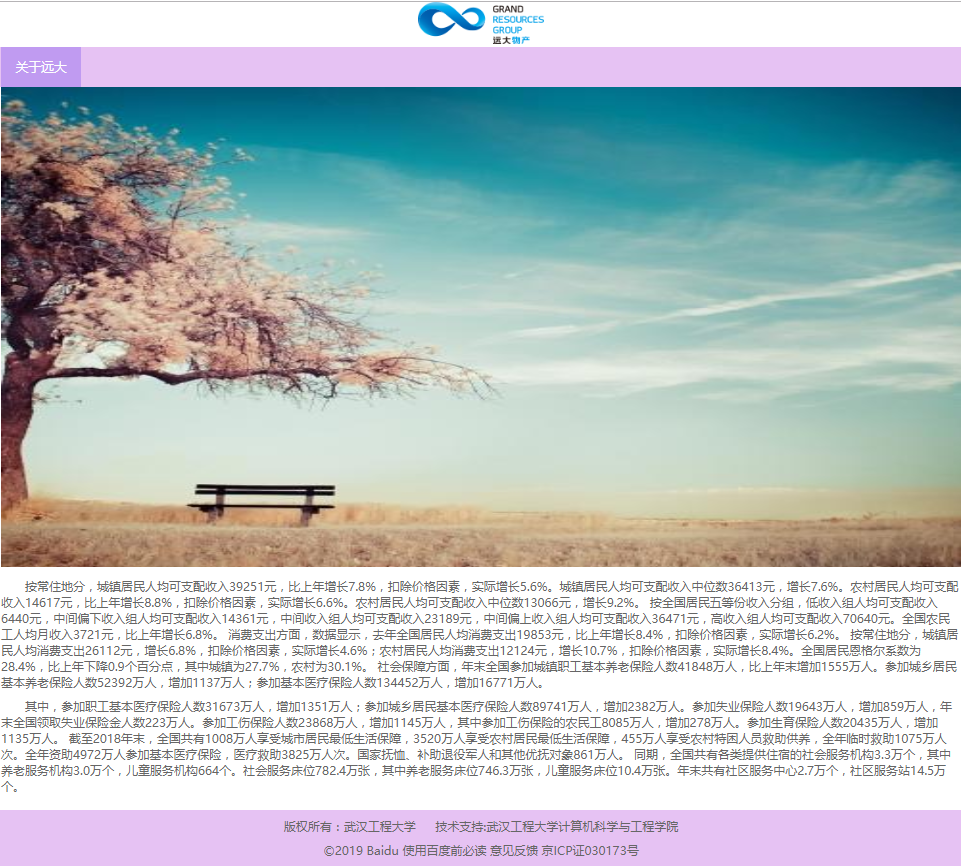 GRAND
RESOURCES
GROUP
远大物产
关于远大
按常住地分，城镇居民人均可支配收入39251元，比上年增长7.8%，扣除价格因素，实际增长5.6%。城镇居民人均可支配收入中位数36413元，增长7.6%。农村居民人均可支配
收入14617元，比上年增长8.8%，扣除价格因素，实际增长6.6%。农村居民人均可支配收入中位数13066元，增长9.2%。 按全国居民五等份收入分组，低收入组人均可支配收入
6440元，中间偏下收入组人均可支配收入14361元，中间收入组人均可支配收入23189元，中间偏上收入组人均可支配收入36471元，高收入组人均可支配收入70640元。全国农民
工人均月收入3721元，比上年增长6.8%。 消费支出方面，数据显示，去年全国居民人均消费支出19853元，比上年增长8.4%，扣除价格因素，实际增长6.2%。 按常住地分，城镇居
民人均消费支出26112元，增长6.8%，扣除价格因素，实际增长4.6%；农村居民人均消费支出12124元，增长10.7%，扣除价格因素，实际增长8.4%。全国居民恩格尔系数为
28.4%，比上年下降0.9个百分点，其中城镇为27.7%，农村为30.1%。 社会保障方面，年末全国参加城镇职工基本养老保险人数41848万人，比上年末增加1555万人。参加城乡居民
基本养老保险人数52392万人，增加1137万人；参加基本医疗保险人数134452万人，增加16771万人。
其中，参加职工基本医疗保险人数31673万人，增加1351万人；参加城乡居民基本医疗保险人数89741万人，增加2382万人。参加失业保险人数19643万人，增加859万人，年
末全国领取失业保险金人数223万人。参加工伤保险人数23868万人，增加1145万人，其中参加工伤保险的农民工8085万人，增加278万人。参加生育保险人数20435万人，增加
1135万人。 截至2018年末，全国共有1008万人享受城市居民最低生活保障，3520万人享受农村居民最低生活保障，455万人享受农村特困人员救助供养，全年临时救助1075万人
次。全年资助4972万人参加基本医疗保险，医疗救助3825万人次。国家抚恤、补助退役军人和其他优抚对象861万人。 同期，全国共有各类提供住宿的社会服务机构3.3万个，其中
养老服务机构3.0万个，儿童服务机构664个。社会服务床位782.4万张，其中养老服务床位746.3万张，儿童服务床位10.4万张。年末共有社区服务中心2.7万个，社区服务站14.5万
个。
版权所有：武汉工程大学 技术支持:武汉工程大学计算机科学与工程学院
©2019 Baidu 使用百度前必读 意见反馈 京ICP证030173号